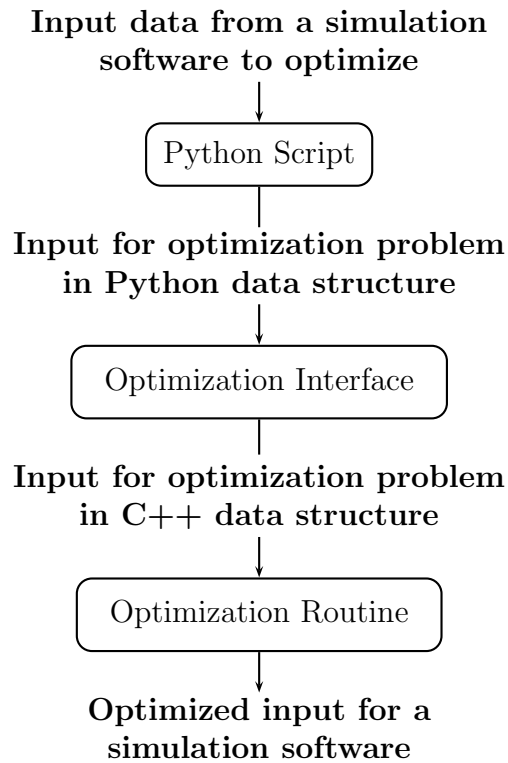 Input data from a simulation
software to optimize
Python Script
Input for optimization problem
in Python data structure
Optimization Interface
Input for optimization problem
in C++ data structure
Optimization Routine
Optimized input for a
simulation software